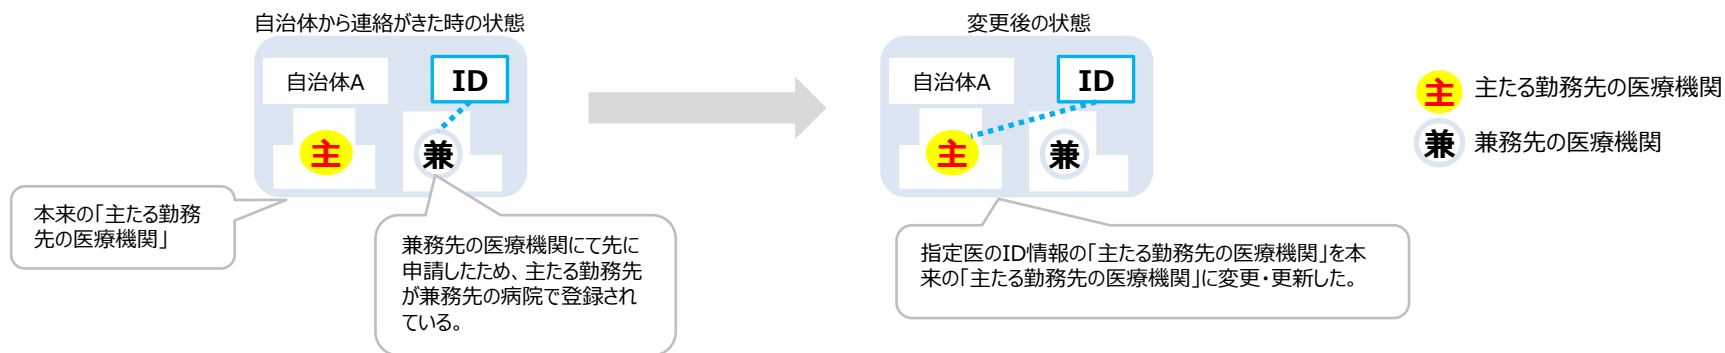 自治体から連絡がきた時の状態
自治体A
ID
主
兼
本来の「主たる勤務
先の医療機関」
兼務先の医療機関にて先に
申請したため、主たる勤務先
が兼務先の病院で登録され
ている。
変更後の状態
自治体A
ID
主
兼
指定医のID情報の「主たる勤務先の医療機関」を本
来の「主たる勤務先の医療機関」に変更・更新した。
主 主たる勤務先の医療機関
兼 兼務先の医療機関